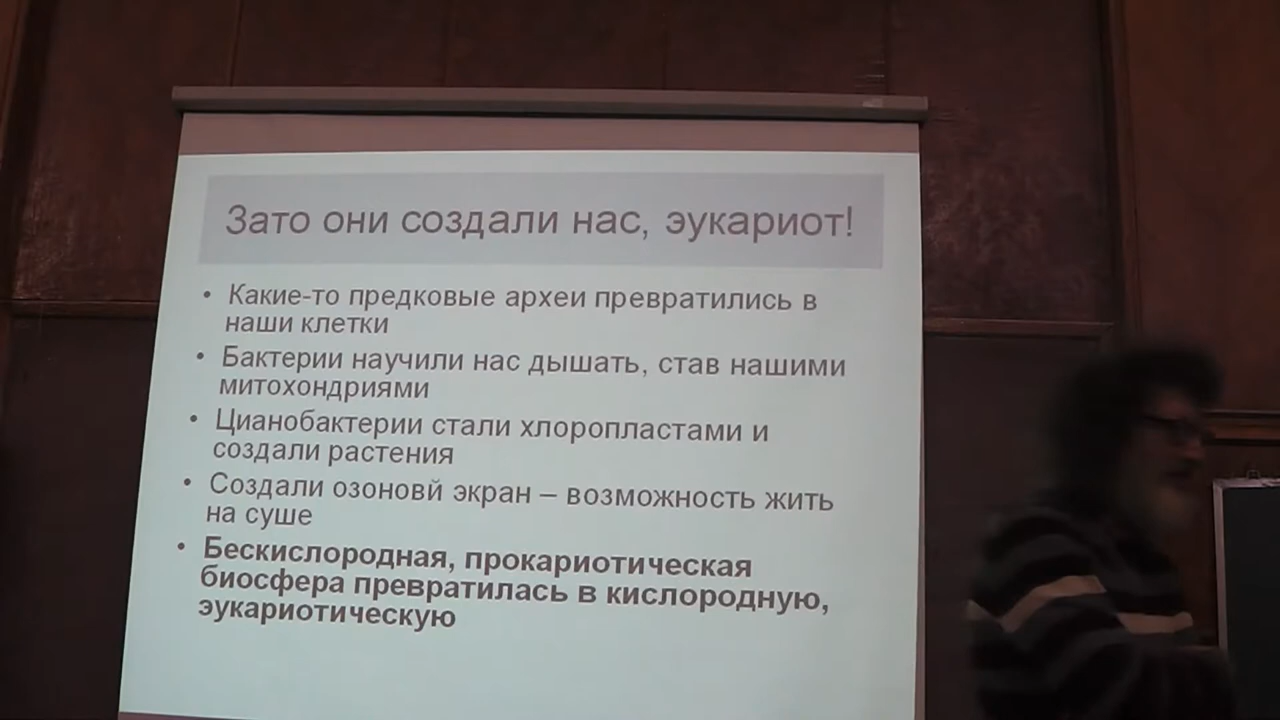 Зато они создали нас, эукариот!
• Какие-то предковые археи превратились в
наши клетки
• Бактерии научили нас дышать, став нашими
митохондриями
• Цианобактерии стали хлоропластами и
создали растения
• Создали озоновй экран – возможность жить
на суше
• Бескислородная, прокариотическая
биосфера превратилась в кислородную,
эукариотическую